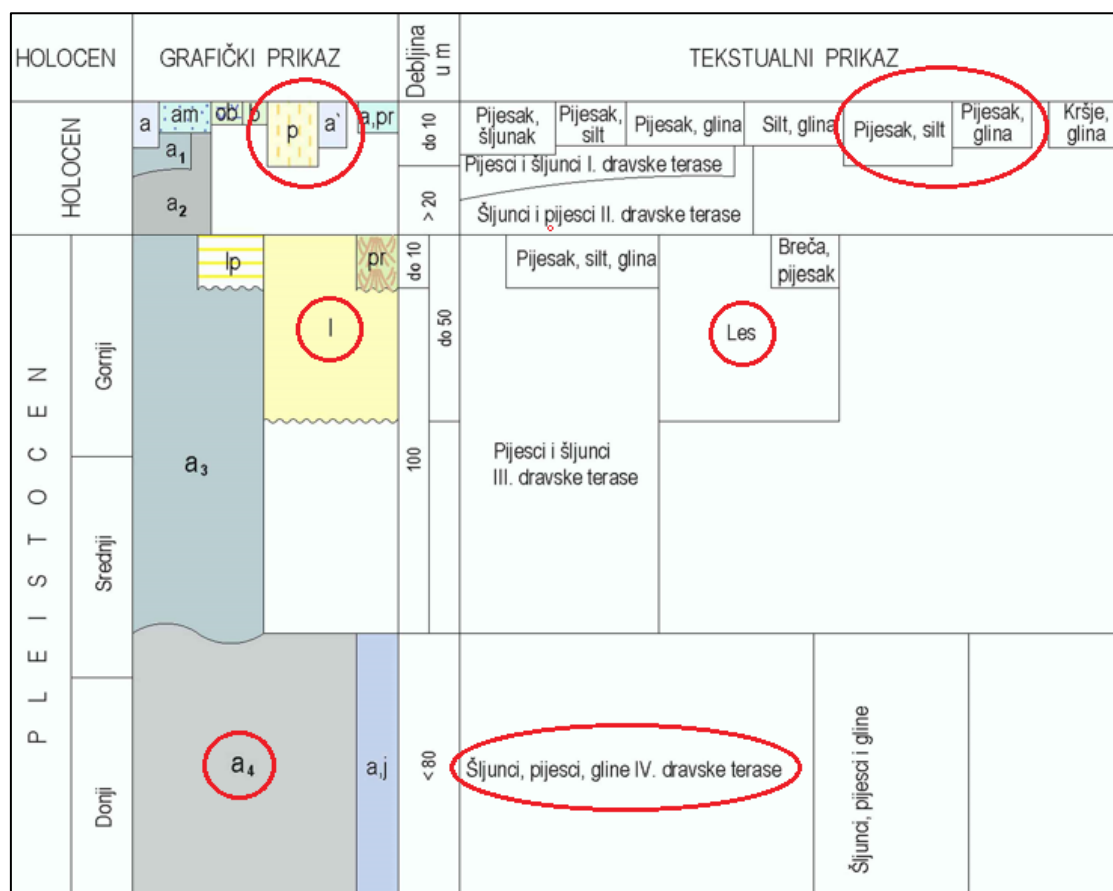 HOLOCEN
GRAFIČKI PRIKAZ
Debljina
u m
TEKSTUALNI PRIKAZ
HOLOCEN
a
am
ob
b
p
a`
a,pr
a1
a2
do 10
> 20
Pijesak,
šljunak
Pijesak,
silt
Pijesak, glina
Silt, glina
Pijesak, silt
Pijesak,
glina
Kršje,
glina
Pijesci i šljunci I. dravske terase
Šljunci i pijesci II. dravske terase
PLEISTOCEN
Gornji
Srednji
Donji
lp
pr
l
a3
do 10
do 50
100
Pijesak, silt, glina
Breča,
pijesak
Les
Pijesci i šljunci
III. dravske terase
a4
a,j
<80
Šljunci, pijesci, gline IV. dravske terase
Šljunci, pijesci i gline